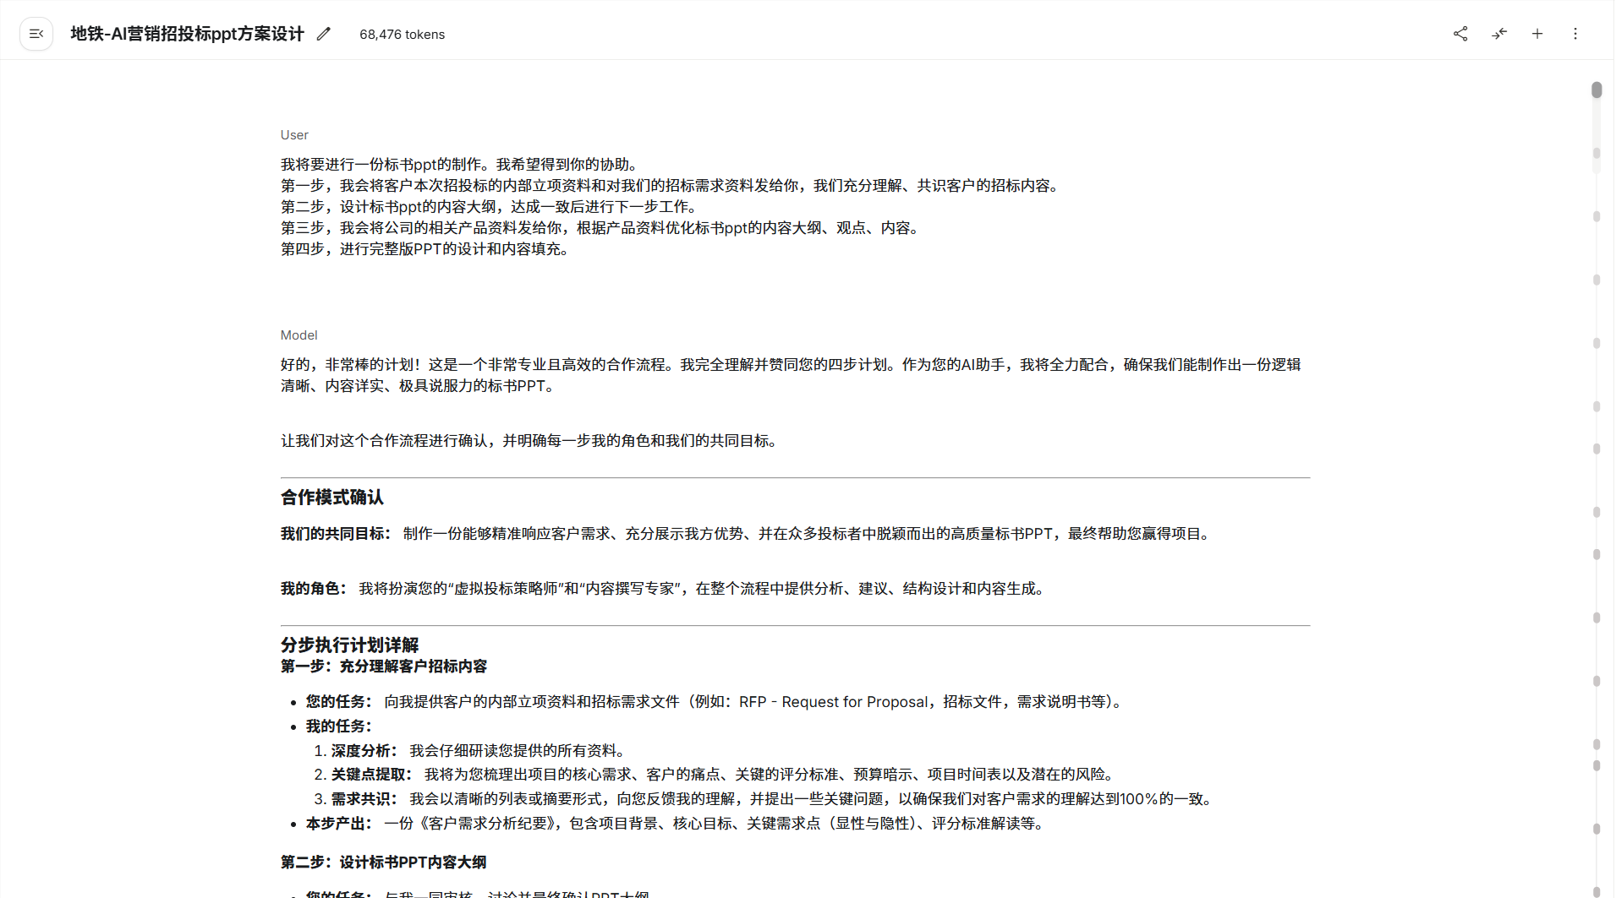 地铁-AI营销招投标ppt方案设计
68,476 tokens
User
我将要进行一份标书ppt的制作。我希望得到你的协助。
第一步，我会将客户本次招投标的内部立项资料和对我们的招标需求资料发给你，我们充分理解、共识客户的招标内容。
第二步，设计标书ppt的内容大纲，达成一致后进行下一步工作。
第三步，我会将公司的相关产品资料发给你，根据产品资料优化标书ppt的内容大纲、观点、内容。
第四步，进行完整版PPT的设计和内容填充。
Model
好的，非常棒的计划！这是一个非常专业且高效的合作流程。我完全理解并赞同您的四步计划。作为您的AI助手，我将全力配合，确保我们能制作出一份逻辑
清晰、内容详实、极具说服力的标书PPT。
让我们对这个合作流程进行确认，并明确每一步我的角色和我们的共同目标。
合作模式确认
我们的共同目标： 制作一份能够精准响应客户需求、充分展示我方优势、并在众多投标者中脱颖而出的高质量标书PPT，最终帮助您赢得项目。
我的角色： 我将扮演您的“虚拟投标策略师”和“内容撰写专家”，在整个流程中提供分析、建议、结构设计和内容生成。
分步执行计划详解
第一步：充分理解客户招标内容
• 您的任务： 向我提供客户的内部立项资料和招标需求文件（例如：RFP - Request for Proposal，招标文件，需求说明书等）。
• 我的任务：
1. 深度分析： 我会仔细研读您提供的所有资料。
2. 关键点提取： 我将为您梳理出项目的核心需求、客户的痛点、关键的评分标准、预算暗示、项目时间表以及潜在的风险。
3. 需求共识： 我会以清晰的列表或摘要形式，向您反馈我的理解，并提出一些关键问题，以确保我们对客户需求的理解达到100%的一致。
• 本步产出： 一份《客户需求分析纪要》，包含项目背景、核心目标、关键需求点（显性与隐性）、评分标准解读等。
第二步：设计标书PPT内容大纲
• 您的任务： 与我一同审核、讨论并最终确认PPT大纲。